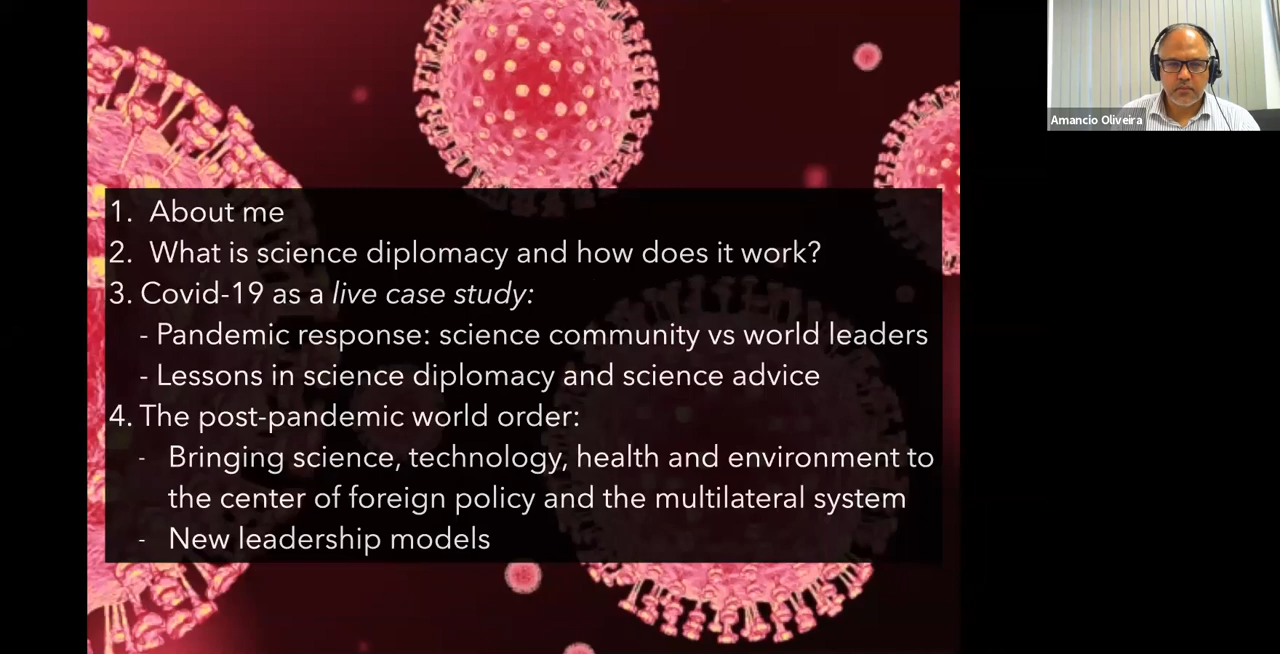 1. About me
2. What is science diplomacy and how does it work?
3. Covid-19 as a live case study:
- Pandemic response: science community vs world leaders
- Lessons in science diplomacy and science advice
4. The post-pandemic world order:
- Bringing science, technology, health and environment to
the center of foreign policy and the multilateral system
- New leadership models
Amancio Oliveira